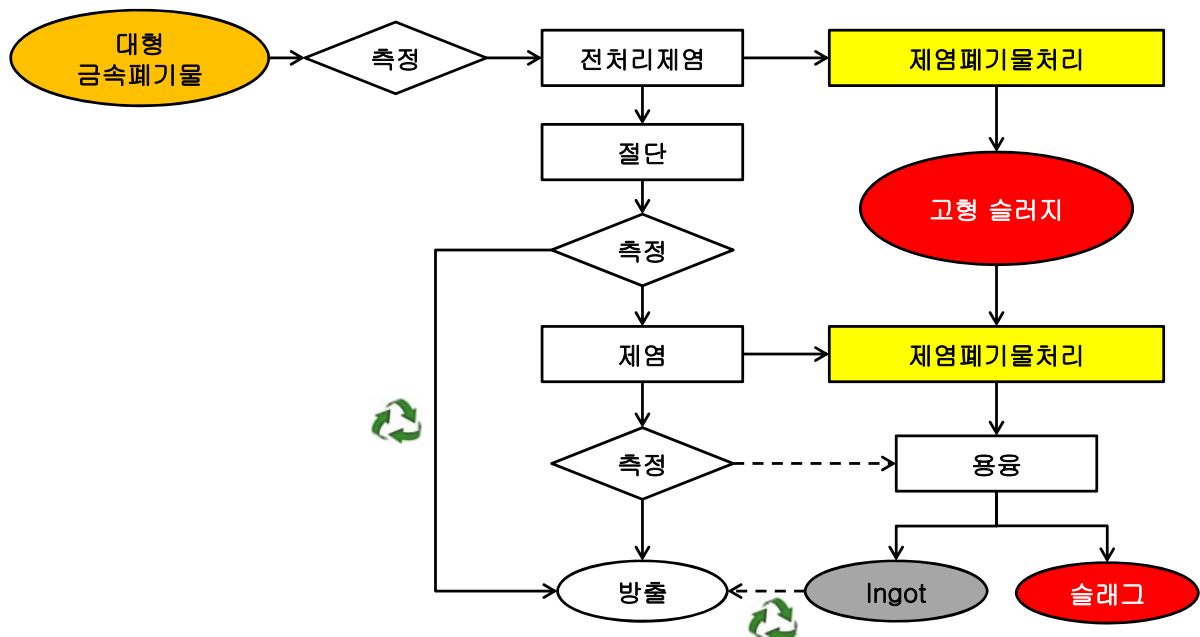 대형
금속폐기물
측정
전처리제염
제염폐기물처리
절단
고형 슬러지
측정
제염
제염폐기물처리
측정
용융
방출
Ingot
슬래그